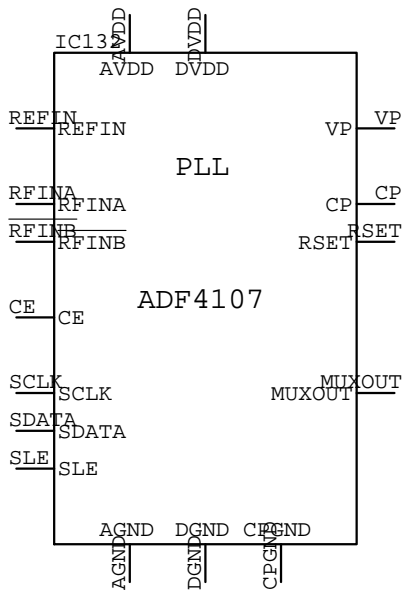 AVDD DVDD
IC132
AVDD DVDD
REFIN REFIN VP VP
PLL
RFINA RFINA CP CP
RFINB RFINB RSET RSET
ADF4107
CE CE
SCLK SCLK MUXOUT MUXOUT
SDATA SDATA
SLE SLE
AGND DGND CPGND
AGND DGND CPGND